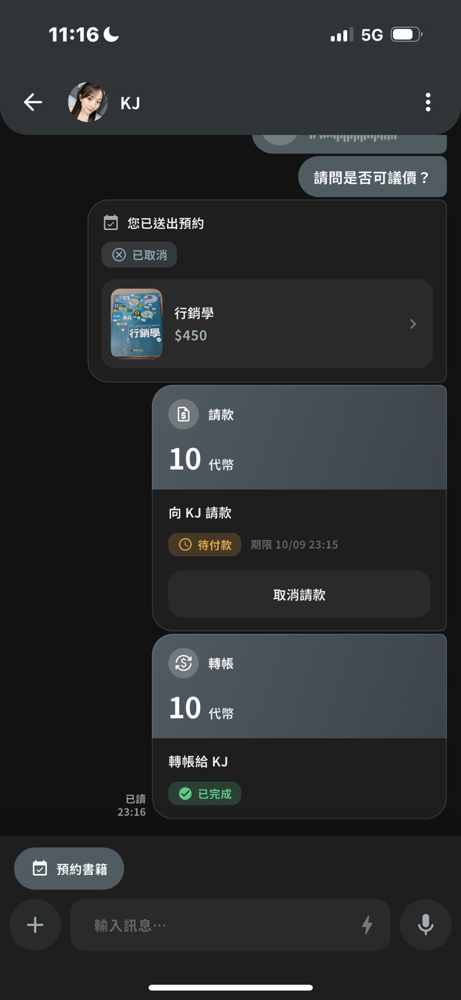 11:16
5G
KJ
請問是否可議價？
您已送出預約
已取消
Marketing
行銷學
行銷學
$450
請款
10 代幣
向 KJ 請款
待付款 期限 10/09 23:15
取消請款
轉帳
10 代幣
轉帳給 KJ
已完成
已讀
23:16
預約書籍
輸入訊息…